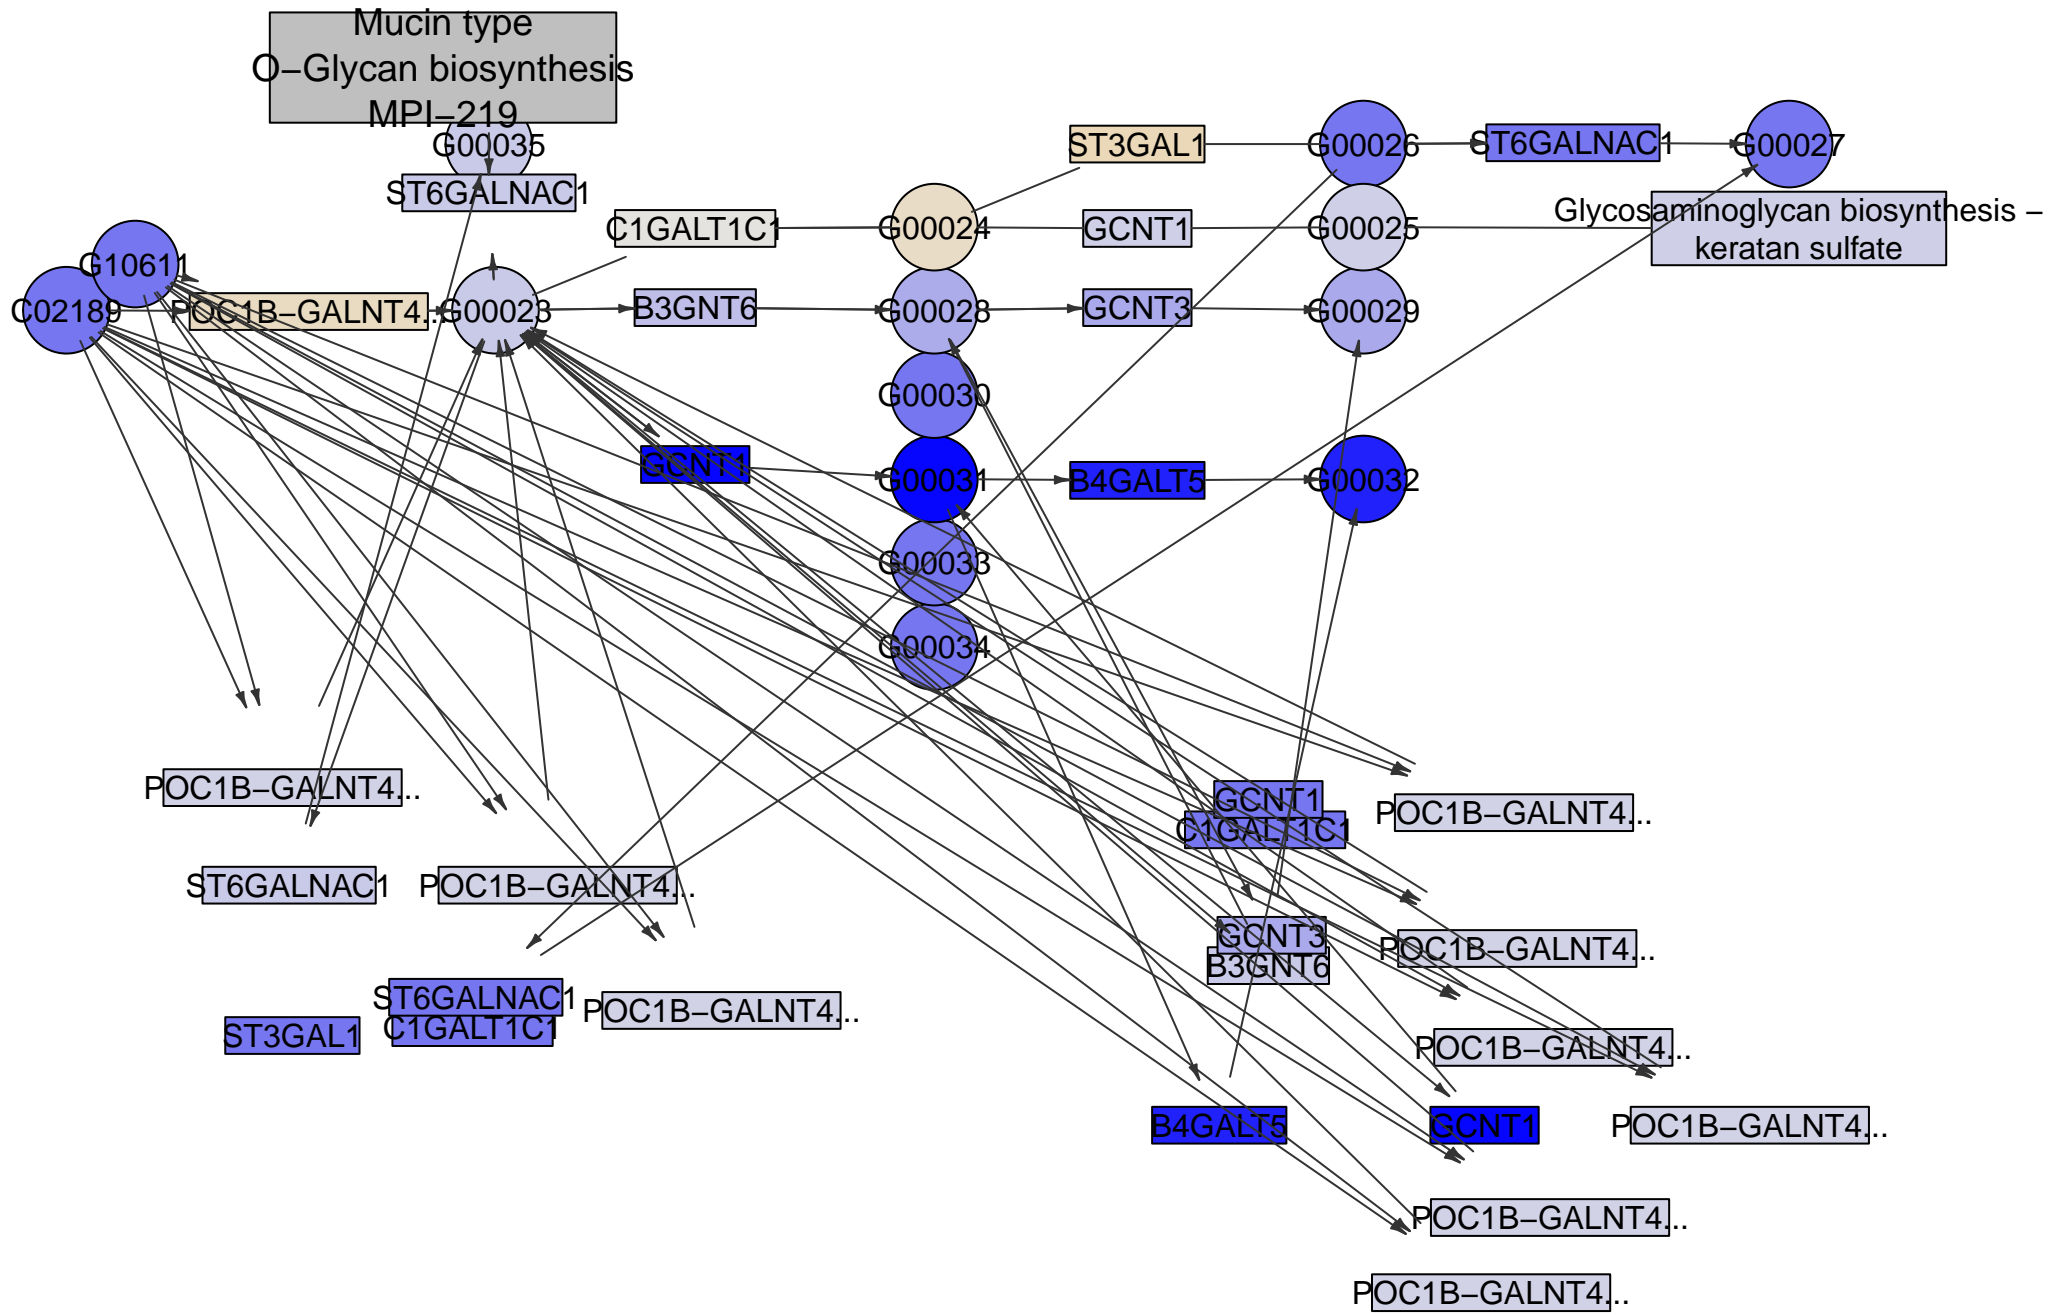 Mucin type
O−Glycan biosynthesis
MPI−219
G00035
ST3GAL1
G00026
ST6GALNAC1
G00027
ST6GALNAC1
C1GALT1C1
G00024
GCNT1
G00025
Glycosaminoglycan biosynthesis −
keratan sulfate
G10611
C02189
POC1B−GALNT4...
G00023
B3GNT6
G00028
GCNT3
G00029
G00030
GCNT1
G00031
B4GALT5
G00032
G00033
G00034
POC1B−GALNT4...
GCNT1
POC1B−GALNT4...
C1GALT1C1
ST6GALNAC1
POC1B−GALNT4...
GCNT3
POC1B−GALNT4...
B3GNT6
ST6GALNAC1
POC1B−GALNT4...
C1GALT1C1
ST3GAL1
POC1B−GALNT4...
B4GALT5
GCNT1
POC1B−GALNT4...
POC1B−GALNT4...
POC1B−GALNT4...